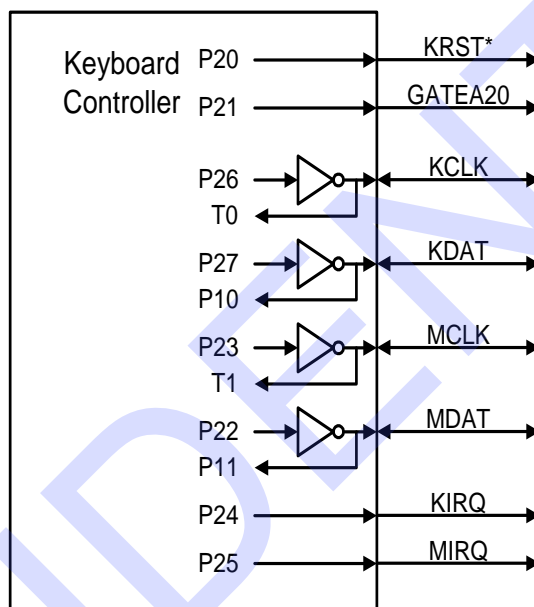 Keyboard
Controller
P20 KRST*
P21 GATEA20
P26 KCLK
T0
P27 KDAT
P10
P23 MCLK
T1
P22 MDAT
P11
P24 KIRQ
P25 MIRQ